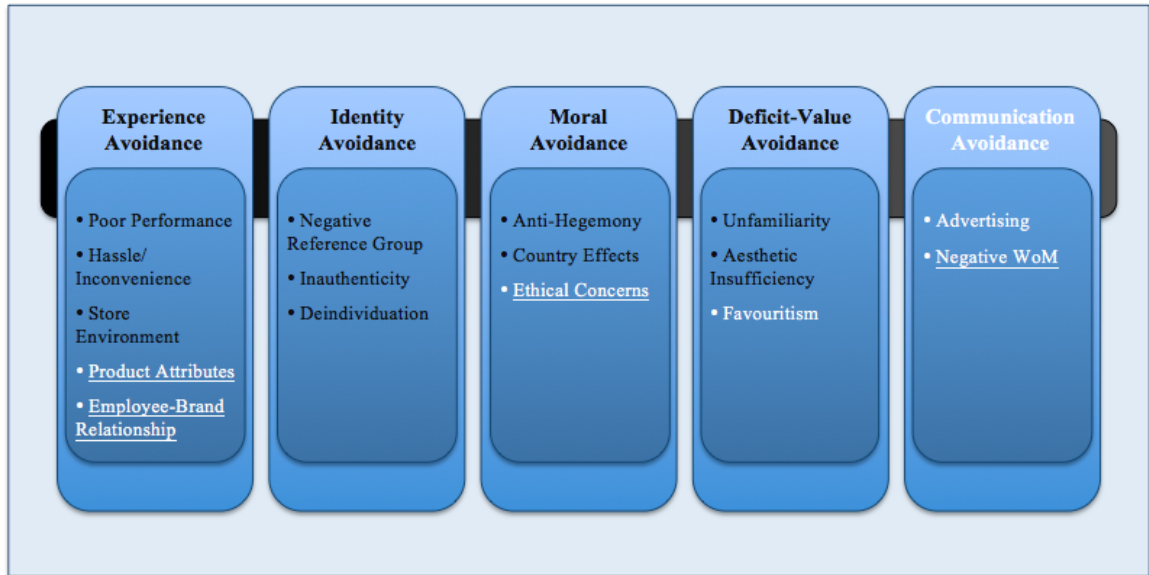 Experience
Avoidance
• Poor Performance
• Hassle/
Inconvenience
• Store
Environment
• Product Attributes
• Employee-Brand
Relationship
Identity
Avoidance
• Negative
Reference Group
• Inauthenticity
• Deindividuation
Moral
Avoidance
• Anti-Hegemony
• Country Effects
• Ethical Concerns
Deficit-Value
Avoidance
• Unfamiliarity
• Aesthetic
Insufficiency
• Favouritism
Communication
Avoidance
• Advertising
• Negative WoM